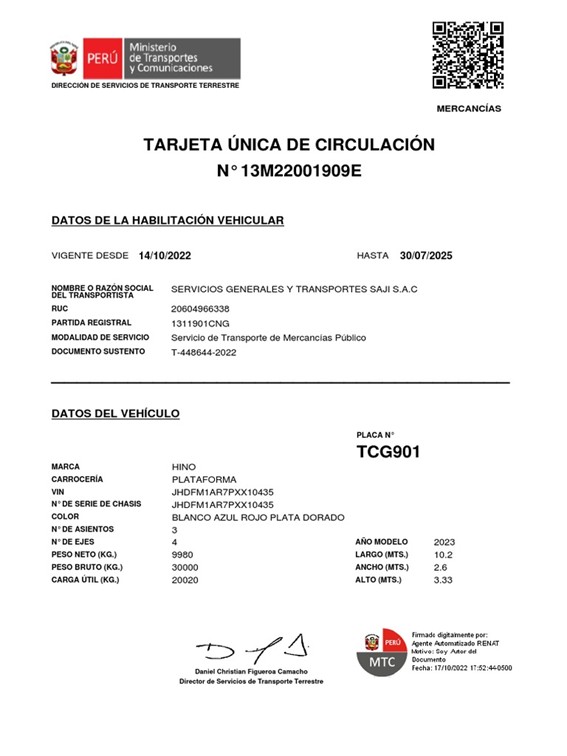 PERÚ
Ministerio
de Transportes
y Comunicaciones
DIRECCIÓN DE SERVICIOS DE TRANSPORTE TERRESTRE
MERCANCÍAS
TARJETA ÚNICA DE CIRCULACIÓN
N° 13M22001909E
DATOS DE LA HABILITACIÓN VEHICULAR
VIGENTE DESDE 14/10/2022 HASTA 30/07/2025
NOMBRE O RAZÓN SOCIAL
DEL TRANSPORTISTA SERVICIOS GENERALES Y TRANSPORTES SAJI S.A.C
RUC 20604966338
PARTIDA REGISTRAL 1311901CNG
MODALIDAD DE SERVICIO Servicio de Transporte de Mercancías Público
DOCUMENTO SUSTENTO T-448644-2022
DATOS DEL VEHÍCULO
PLACA N°
TCG901
MARCA HINO
CARROCERÍA PLATAFORMA
VIN JHDFM1AR7PXX10435
N° DE SERIE DE CHASIS JHDFM1AR7PXX10435
COLOR BLANCO AZUL ROJO PLATA DORADO
N° DE ASIENTOS 3
N° DE EJES 4 AÑO MODELO 2023
PESO NETO (KG.) 9980 LARGO (MTS.) 10.2
PESO BRUTO (KG.) 30000 ANCHO (MTS.) 2.6
CARGA ÚTIL (KG.) 20020 ALTO (MTS.) 3.33
Daniel Christian Figueroa Camacho
Director de Servicios de Transporte Terrestre
PERÚ
MTC
Firmado digitalmente por:
Agente Automatizado RENAT
Motivo: Soy Autor del
Documento
Fecha: 17/10/2022 17:52:44-0500